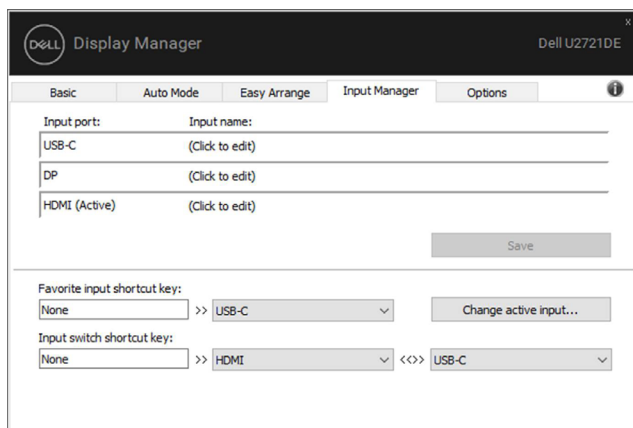 x
DELL Display Manager Dell U2721DE
Basic Auto Mode Easy Arrange Input Manager Options i
Input port: Input name:
USB-C (Click to edit)
DP (Click to edit)
HDMI (Active) (Click to edit)
Save
Favorite input shortcut key:
None >> USB-C Change active input...
Input switch shortcut key:
None >> HDMI <<>> USB-C